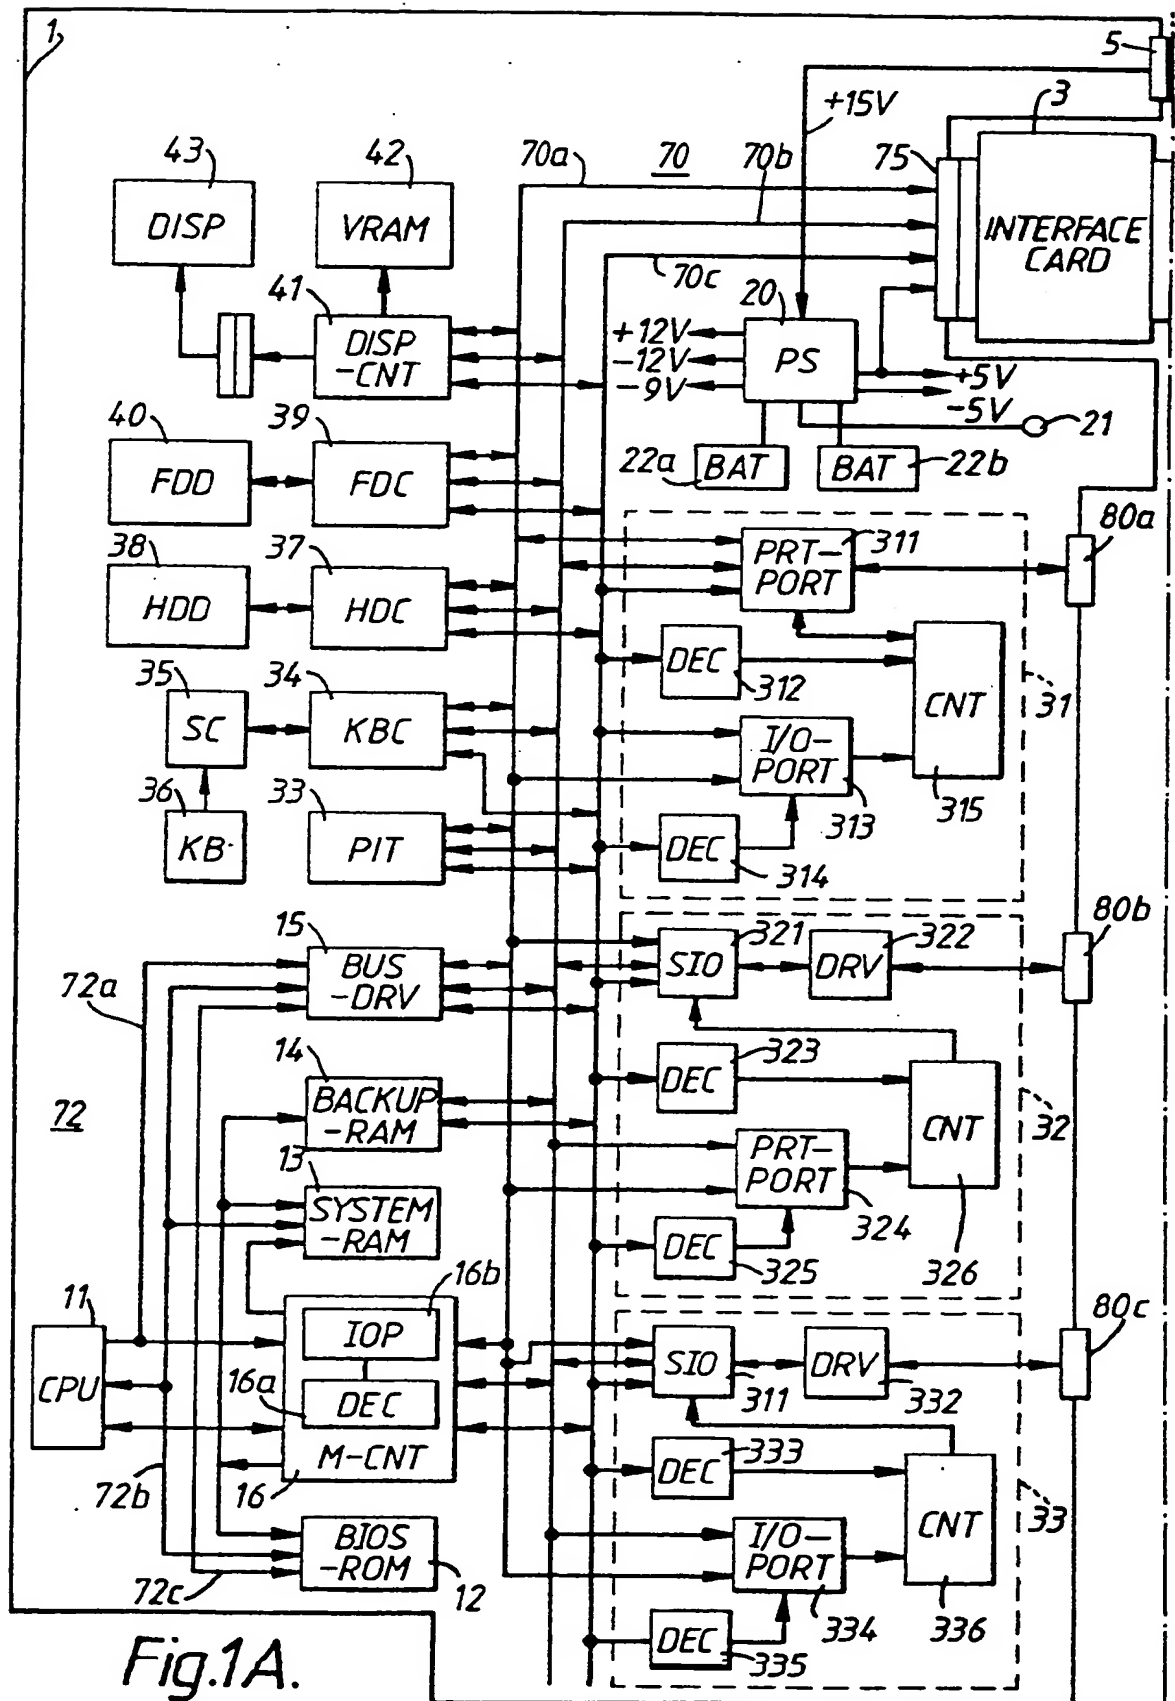 1
5
+15V
3
43
42
70a
70
70b
75
DISP
VRAM
INTERFACE
CARD
70c
41
20
DISP
-CNT
+12V
-12V
-9V
PS
+5V
-5V
40
39
21
FDD
FDC
22a
BAT
BAT
22b
80a
38
37
PRT-
PORT
311
HDD
HDC
35
34
DEC
312
CNT
31
SC
KBC
I/O-
PORT
36
33
313
315
KB
PIT
DEC
314
80b
15
321
322
BUS
-DRV
SIO
DRV
72a
14
323
72
BACKUP
-RAM
DEC
CNT
32
13
PRT-
PORT
SYSTEM
-RAM
324
16b
DEC
325
326
11
IOP
80c
CPU
16a
DEC
SIO
DRV
311
332
M-CNT
333
72b
16
DEC
CNT
33
BIOS
-ROM
I/O-
PORT
72c
12
334
336
DEC
335
Fig.1A.